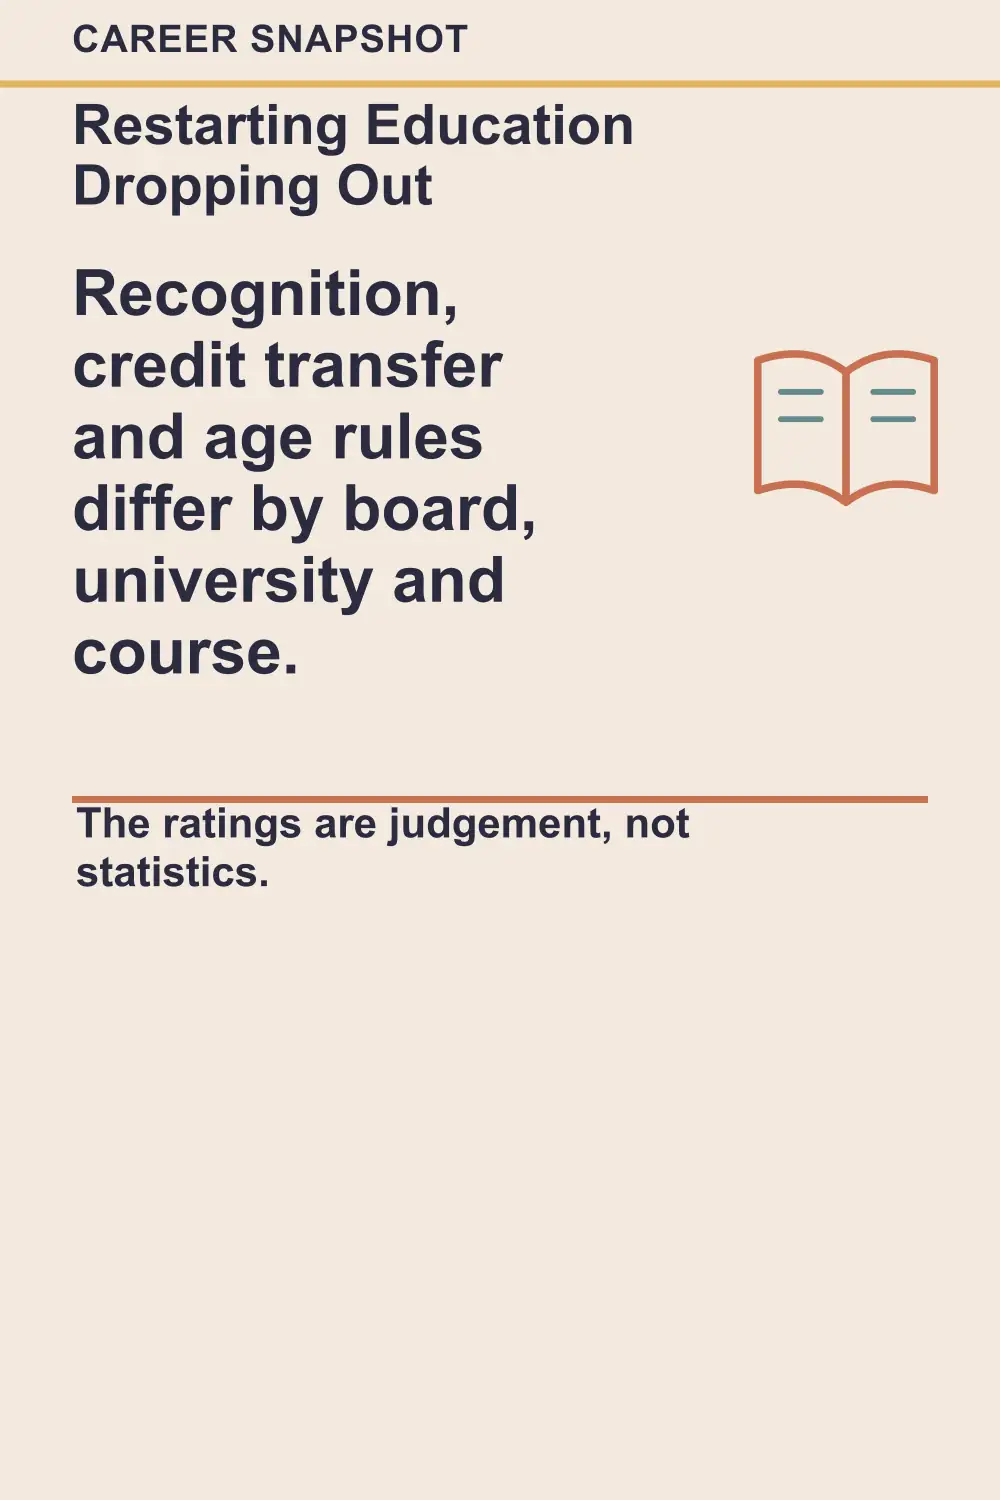 CAREER SNAPSHOT
Restarting Education
Dropping Out
Recognition,
credit transfer
and age rules
differ by board,
university and
course.
The ratings are judgement, not
statistics.